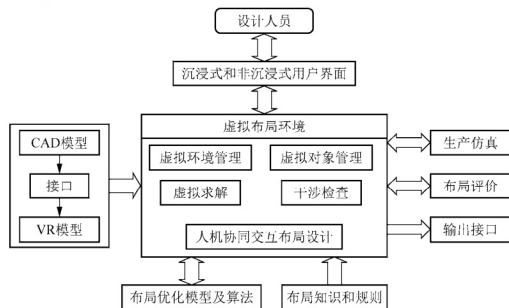 设计人员
沉浸式和非沉浸式用户界面
虚拟布局环境
CAD模型
接口
VR模型
虚拟环境管理
虚拟对象管理
虚拟求解
干涉检查
人机协同交互布局设计
生产仿真
布局评价
输出接口
布局优化模型及算法
布局知识和规则